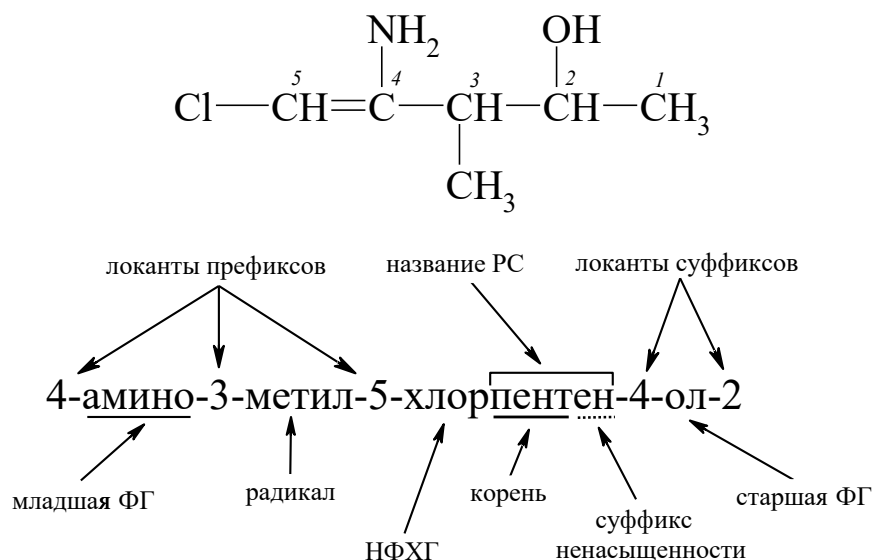 NH2 OH
5 4 3 2 1
Cl CH C CH CH CH3
CH3
локанты префиксов название РС локанты суффиксов
4-амино-3-метил-5-хлорпентен-4-ол-2
младшая ФГ радикал НФХГ корень суффикс ненасыщенности старшая ФГ